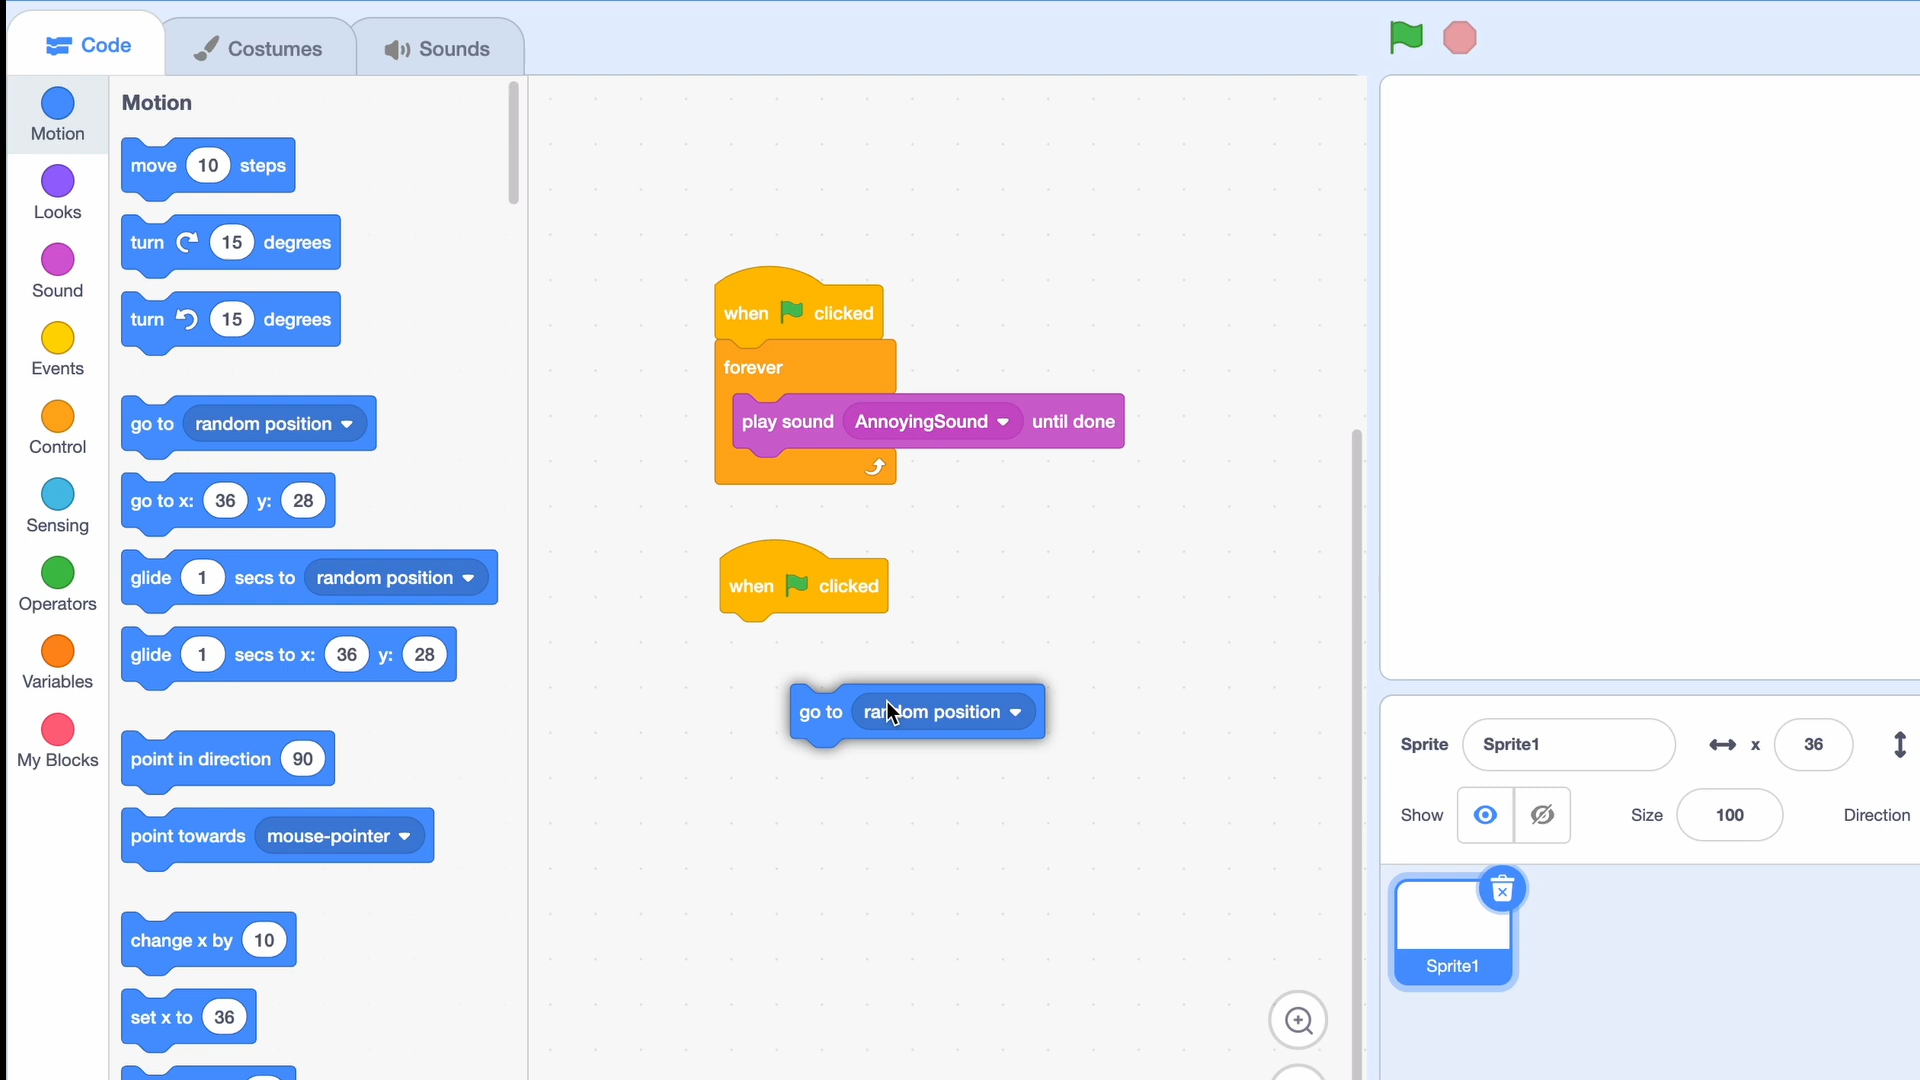 Code
Costumes
Sounds
Motion
Looks
Sound
Events
Control
Sensing
Operators
Variables
My Blocks
Motion
move 10 steps
turn 15 degrees
turn 15 degrees
go to random position
go to x: 36 y: 28
glide 1 secs to random position
glide 1 secs to x: 36 y: 28
point in direction 90
point towards mouse-pointer
change x by 10
set x to 36
when clicked
forever
play sound AnnoyingSound until done
when clicked
go to random position
Sprite Sprite1 x 36
Show Size 100 Direction
Sprite1